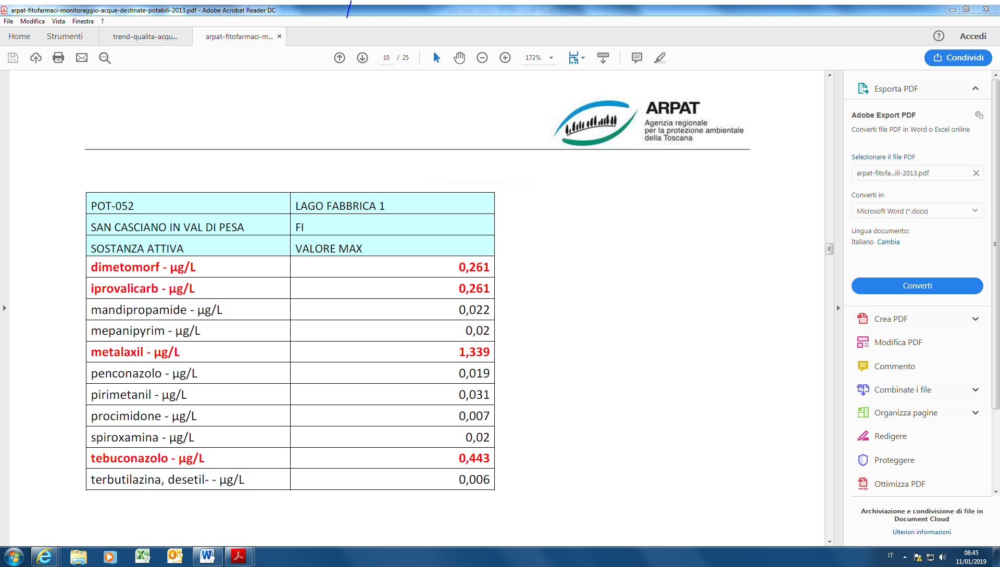 arpat-fitofarmaci-monitoraggio-acque-destinate-potabili-2013.pdf - Adobe Acrobat Reader DC
File Modifica Vista Finestra ?
Home Strumenti trend-qualita-acqu... arpat-fitofarmaci-m... Accedi
10 / 25 172% Condividi
ARPAT
Agenzia regionale
per la protezione ambientale
della Toscana
POT-052 LAGO FABBRICA 1
SAN CASCIANO IN VAL DI PESA FI
SOSTANZA ATTIVA VALORE MAX
dimetomorf - µg/L 0,261
iprovalicarb - µg/L 0,261
mandipropamide - µg/L 0,022
mepanipyrim - µg/L 0,02
metalaxil - µg/L 1,339
penconazolo - µg/L 0,019
pirimetanil - µg/L 0,031
procimidone - µg/L 0,007
spiroxamina - µg/L 0,02
tebuconazolo - µg/L 0,443
terbutilazina, desetil- - µg/L 0,006
Esporta PDF
Adobe Export PDF
Converti file PDF in Word o Excel online
Selezionare il file PDF
arpat-fitofa...ili-2013.pdf
Converti in
Microsoft Word (*.docx)
Lingua documento:
Italiano Cambia
Converti
Crea PDF
Modifica PDF
Commento
Combinate i file
Organizza pagine
Redigere
Proteggere
Ottimizza PDF
Archiviazione e condivisione di file in
Document Cloud
Ulteriori informazioni
IT 08:45
11/01/2019